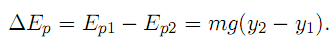 ΔE_p = E_{p1} − E_{p2} = mg(y_2 − y_1).